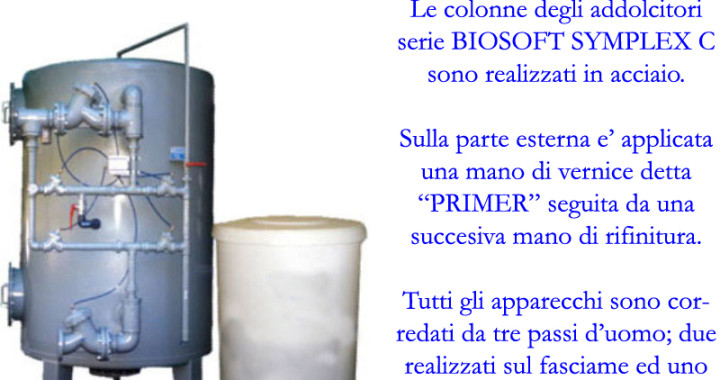 Le colonne degli addolcitori
serie BIOSOFT SYMPLEX C
sono realizzati in acciaio.
Sulla parte esterna e' applicata
una mano di vernice detta
“PRIMER” seguita da una
succesiva mano di rifinitura.
Tutti gli apparecchi sono cor-
redati da tre passi d'uomo; due
realizzati sul fasciame ed uno